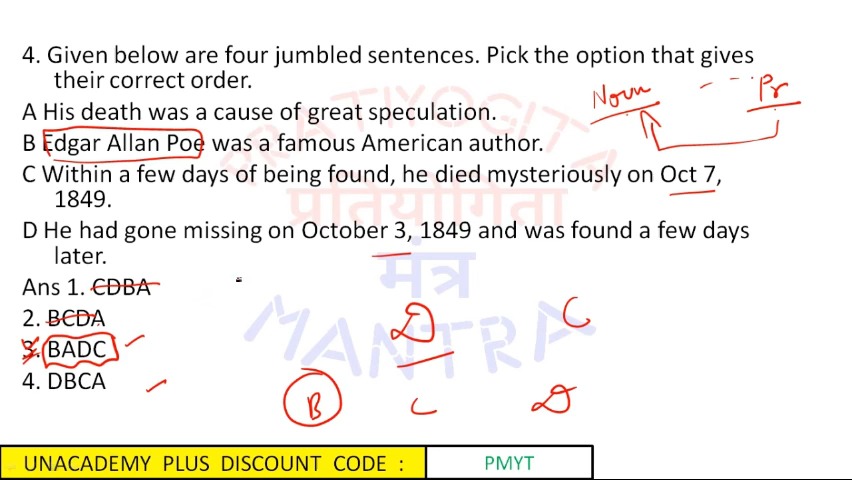 4. Given below are four jumbled sentences. Pick the option that gives
their correct order.
A His death was a cause of great speculation.
Noun - - - Pr
B Edgar Allan Poe was a famous American author.
C Within a few days of being found, he died mysteriously on Oct 7,
1849.
D He had gone missing on October 3, 1849 and was found a few days
later.
Ans 1. CDBA
2. BCDA
3. BADC
4. DBCA
D C
B C D
PRATIYOGITA
प्रतियोगिता
मंत्र
MANTRA
UNACADEMY PLUS DISCOUNT CODE :
PMYT